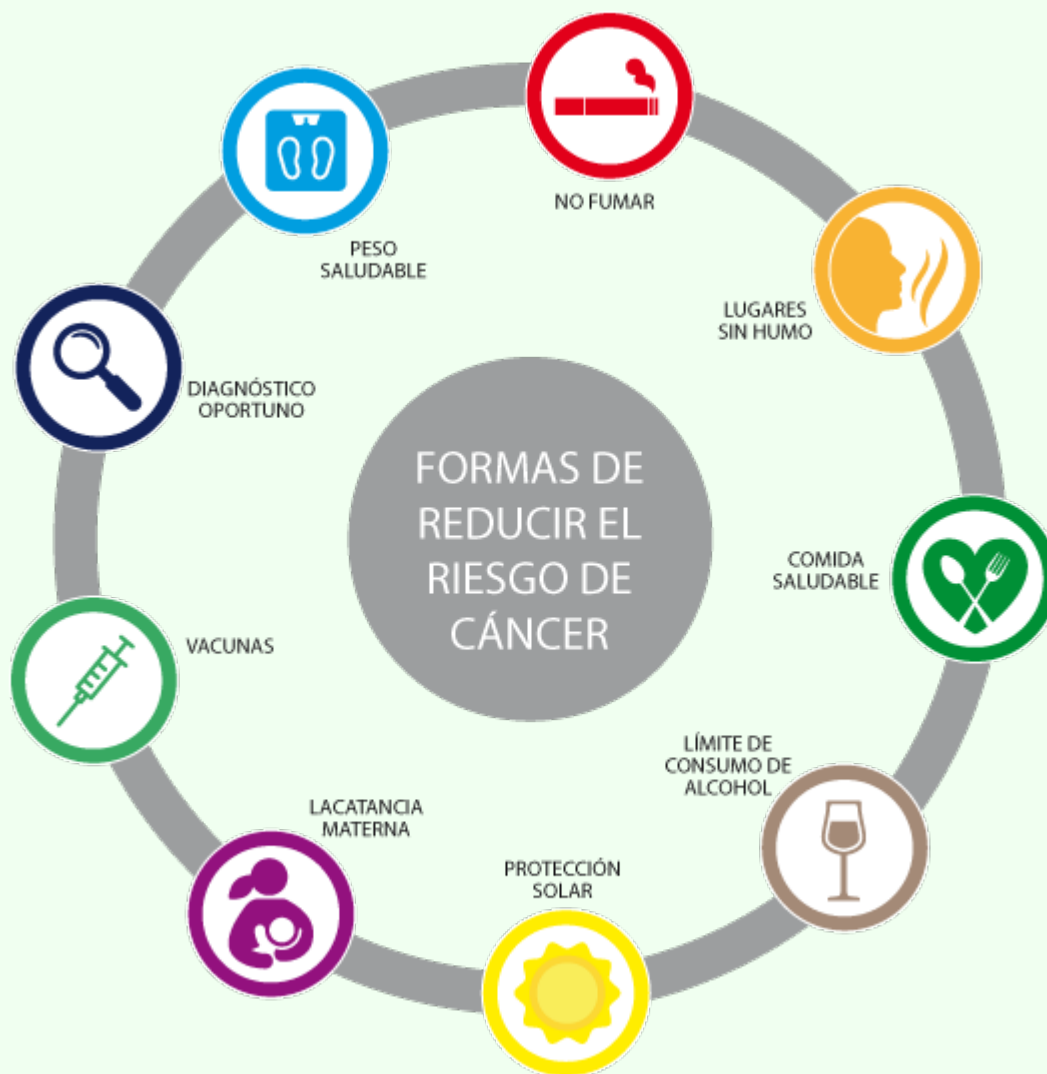 NO FUMAR
PESO
SALUDABLE
LUGARES
SIN HUMO
DIAGNÓSTICO
OPORTUNO
FORMAS DE
REDUCIR EL
RIESGO DE
CÁNCER
COMIDA
SALUDABLE
VACUNAS
LÍMITE DE
CONSUMO DE
ALCOHOL
LACATANCIA
MATERNA
PROTECCIÓN
SOLAR